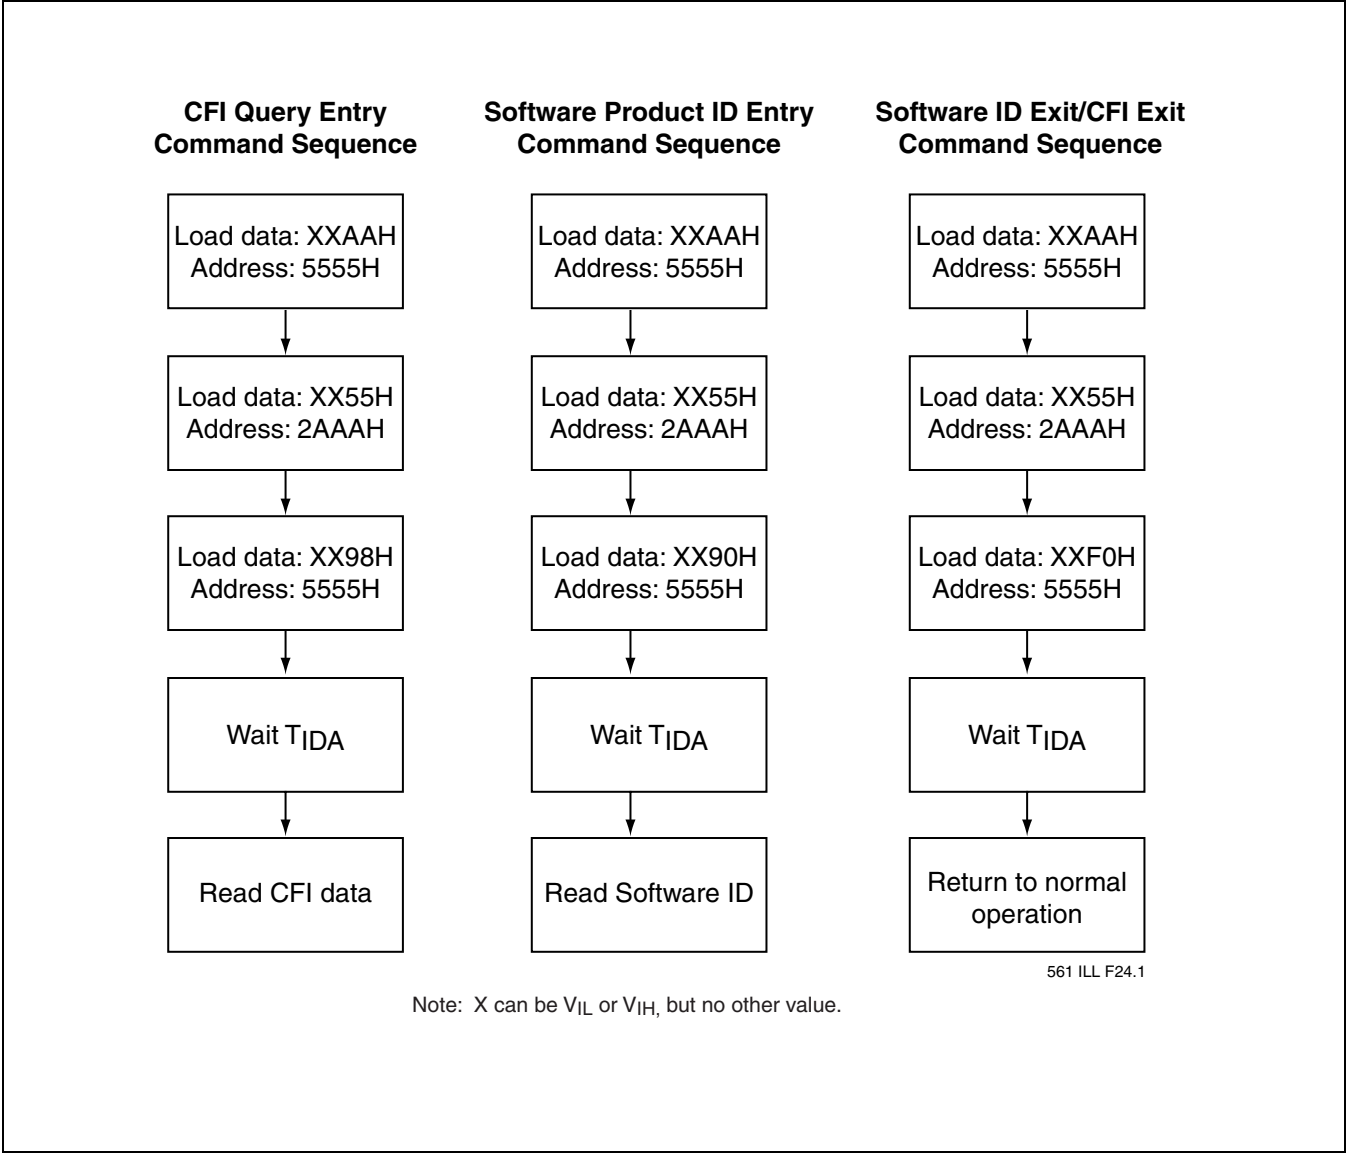 CFI Query Entry
Command Sequence
Load data: XXAAH
Address: 5555H
Load data: XX55H
Address: 2AAAH
Load data: XX98H
Address: 5555H
Wait TIDA
Read CFI data
Software Product ID Entry
Command Sequence
Load data: XXAAH
Address: 5555H
Load data: XX55H
Address: 2AAAH
Load data: XX90H
Address: 5555H
Wait TIDA
Read Software ID
Software ID Exit/CFI Exit
Command Sequence
Load data: XXAAH
Address: 5555H
Load data: XX55H
Address: 2AAAH
Load data: XXF0H
Address: 5555H
Wait TIDA
Return to normal
operation
561 ILL F24.1
Note: X can be VIL or VIH, but no other value.